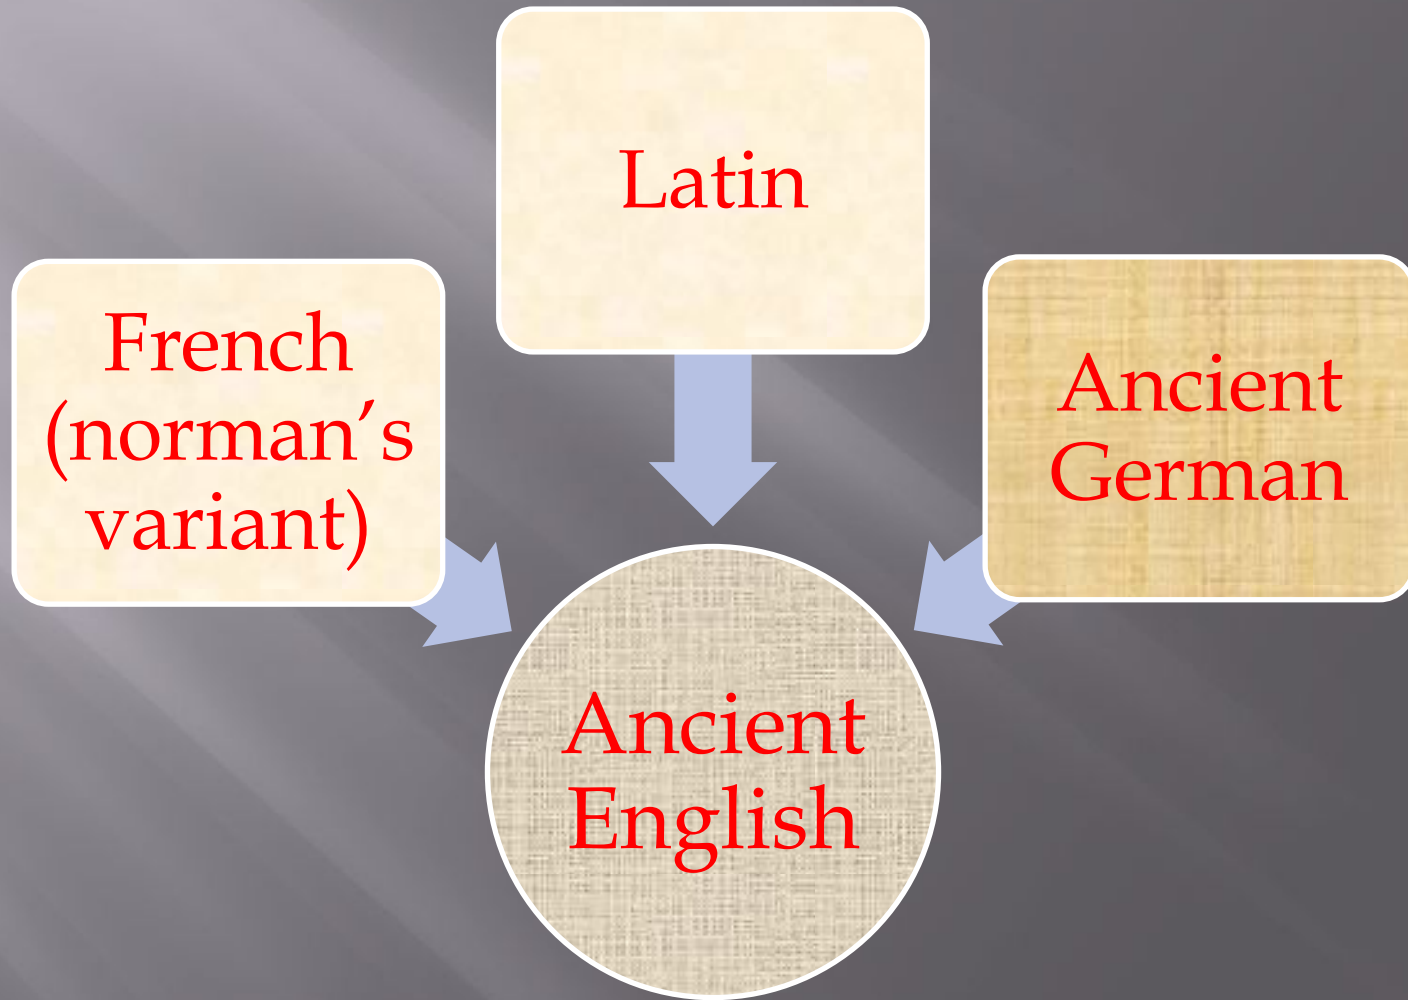 Latin
French
(norman’s
variant)
Ancient
German
Ancient
English